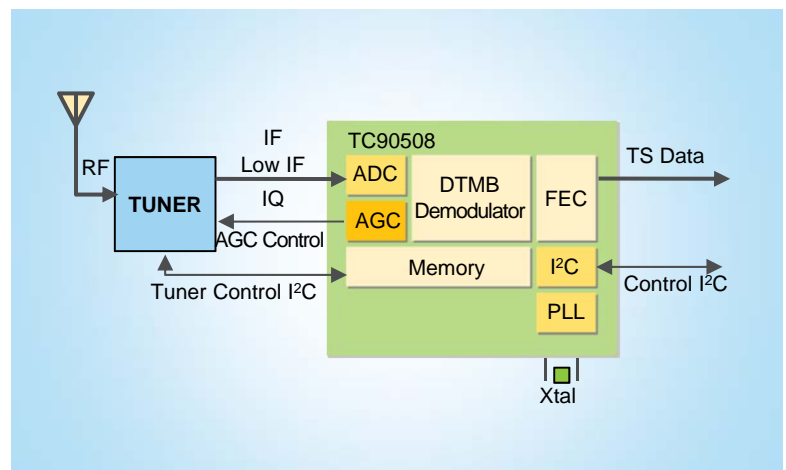 RF
TUNER
IF
Low IF
IQ
AGC Control
Tuner Control I²C
TC90508
ADC
AGC
DTMB
Demodulator
FEC
Memory
I²C
PLL
TS Data
Control I²C
Xtal